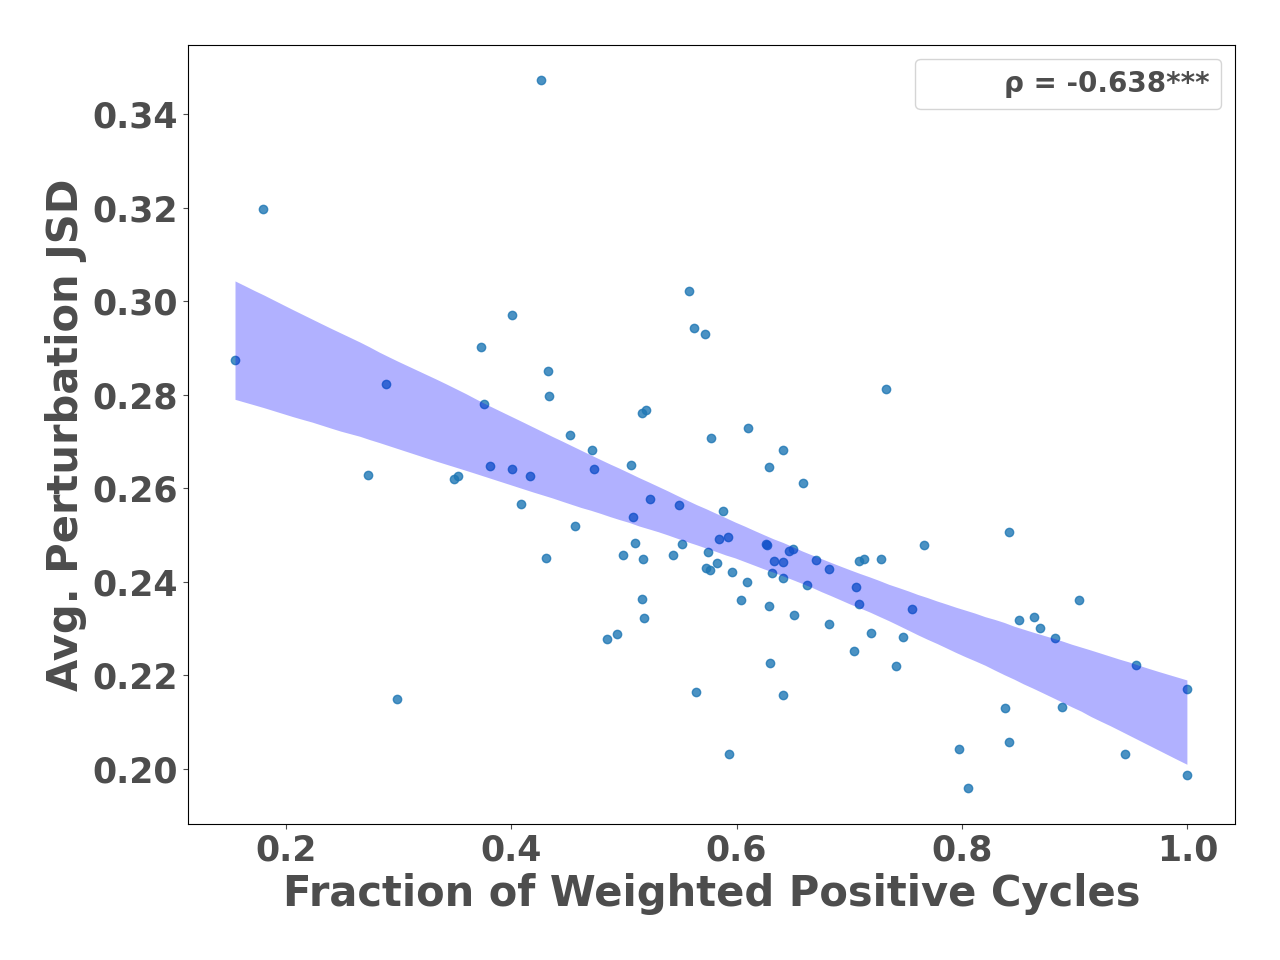 ρ = -0.638***
Avg. Perturbation JSD
0.34
0.32
0.30
0.28
0.26
0.24
0.22
0.20
0.2 0.4 0.6 0.8 1.0
Fraction of Weighted Positive Cycles